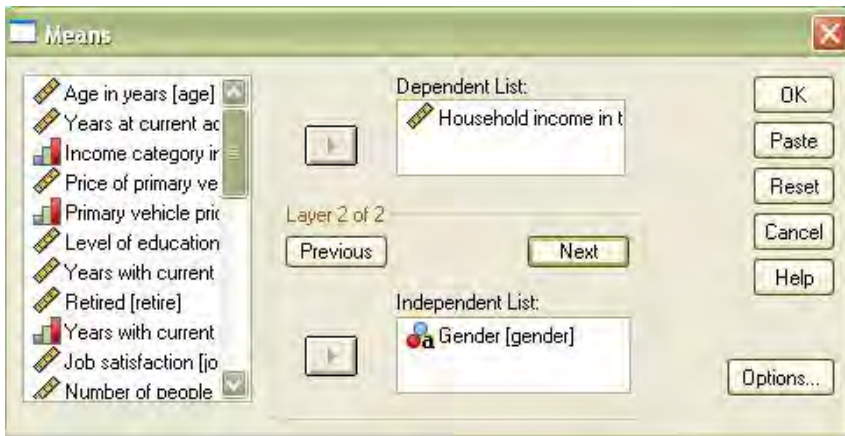 Means
Age in years [age]
Years at current ac
Income category ir
Price of primary ve
Primary vehicle pric
Level of education
Years with current
Retired [retire]
Years with current
Job satisfaction [jo
Number of people
Dependent List:
Household income in t
Layer 2 of 2
Previous
Next
Independent List:
a Gender [gender]
OK
Paste
Reset
Cancel
Help
Options...